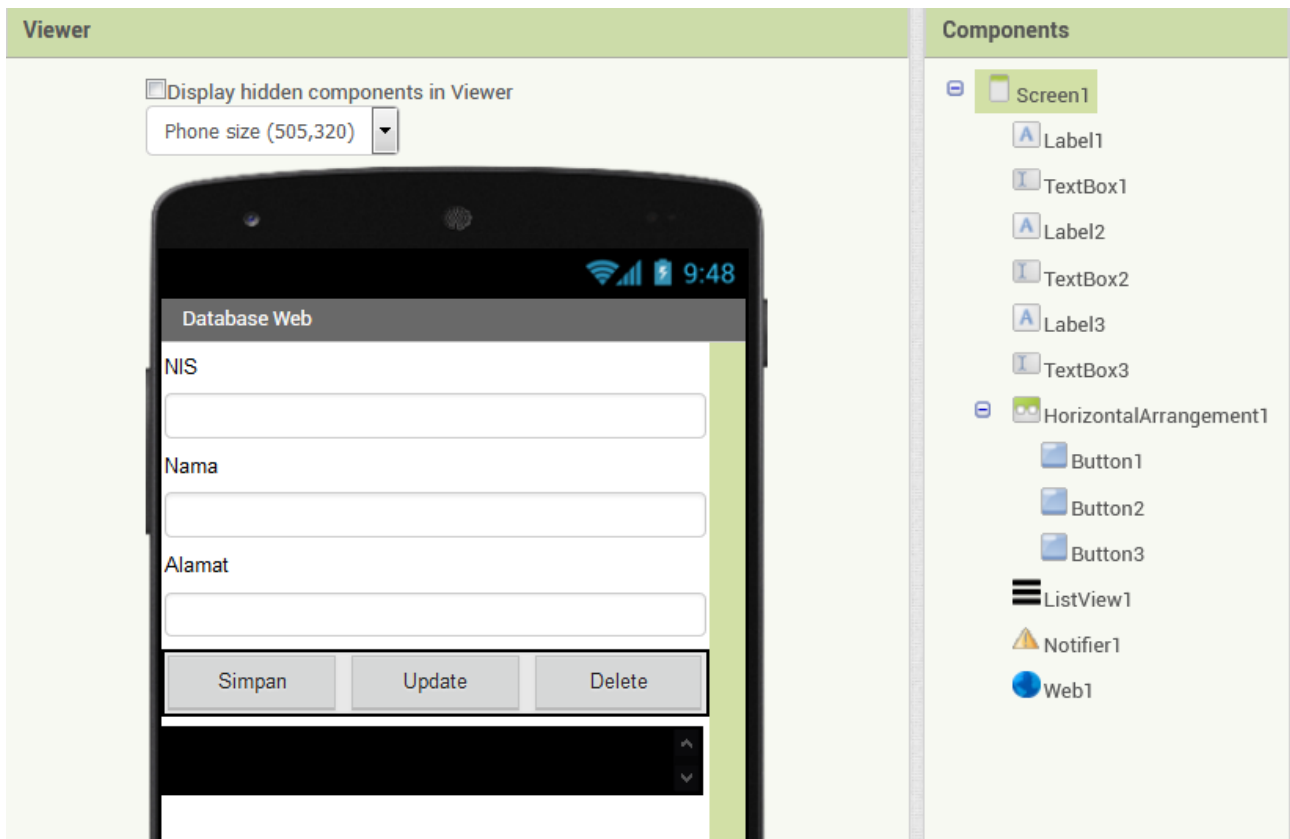 Viewer
Display hidden components in Viewer
Phone size (505,320)
9:48
Database Web
NIS
Nama
Alamat
Simpan Update Delete
Components
Screen1
Label1
TextBox1
Label2
TextBox2
Label3
TextBox3
HorizontalArrangement1
Button1
Button2
Button3
ListView1
Notifier1
Web1